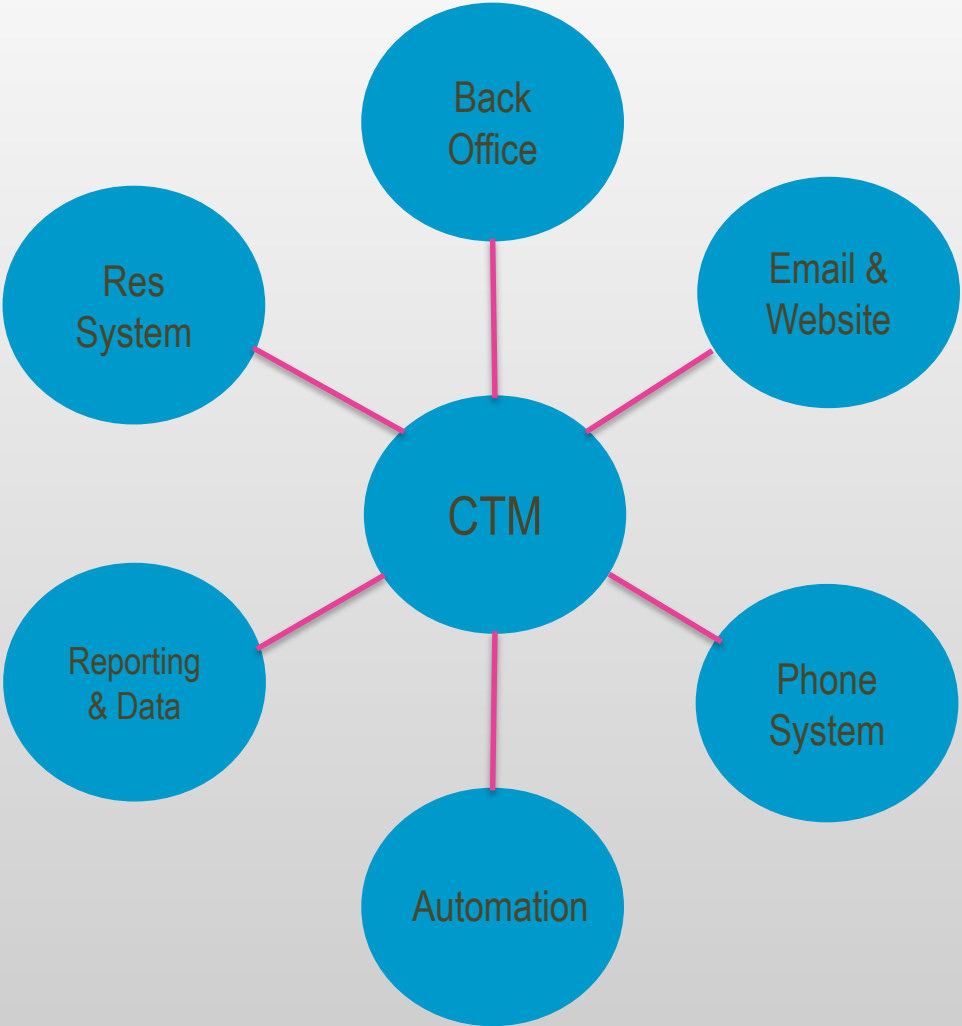 Back
Office
Res
System
Email &
Website
CTM
Reporting
& Data
Phone
System
Automation